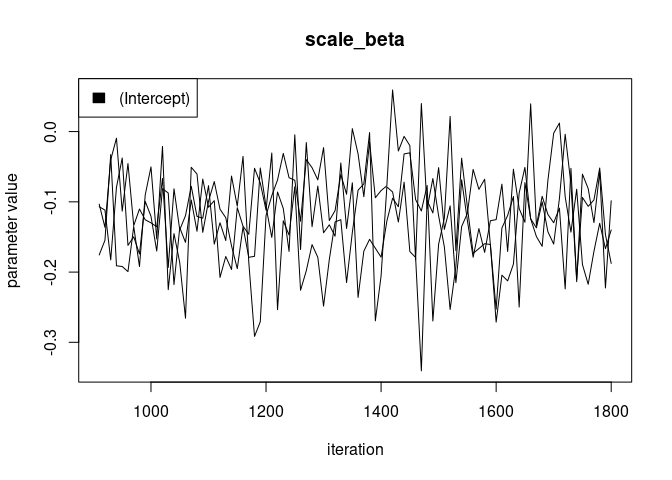 scale_beta
(Intercept)
0.0
-0.1
-0.2
-0.3
parameter value
1000 1200 1400 1600 1800
iteration